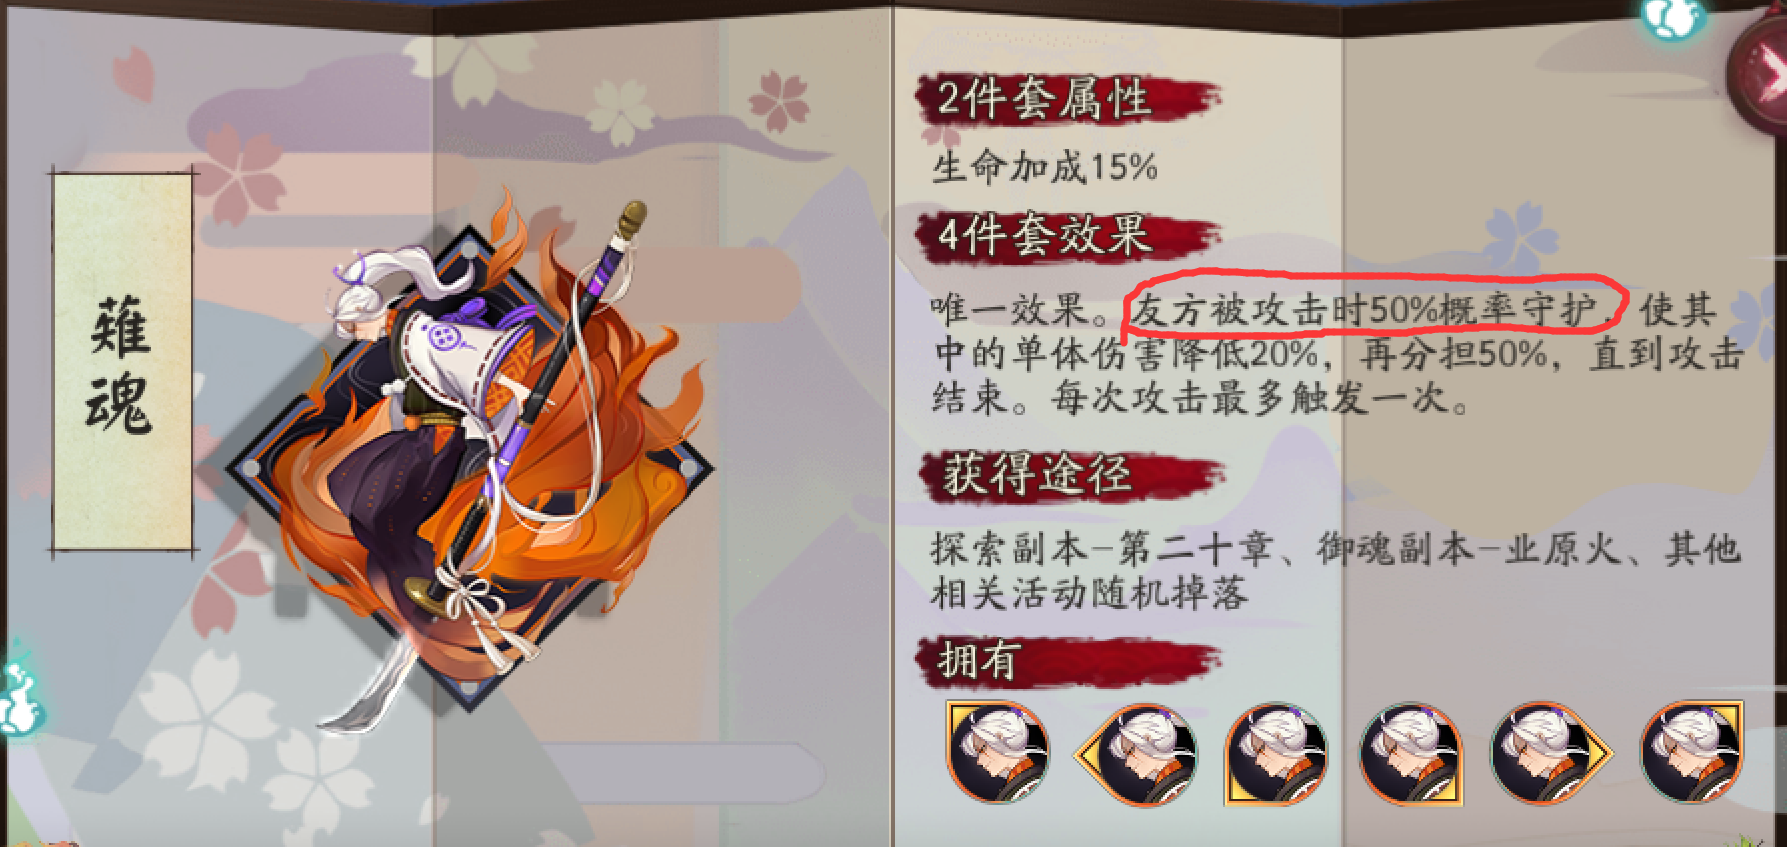 薙魂
2件套属性
生命加成15%
4件套效果
唯一效果。友方被攻击时50%概率守护，使其
中的单体伤害降低20%，再分担50%，直到攻击
结束。每次攻击最多触发一次。
获得途径
探索副本-第二十章、御魂副本-业原火、其他
相关活动随机掉落
拥有